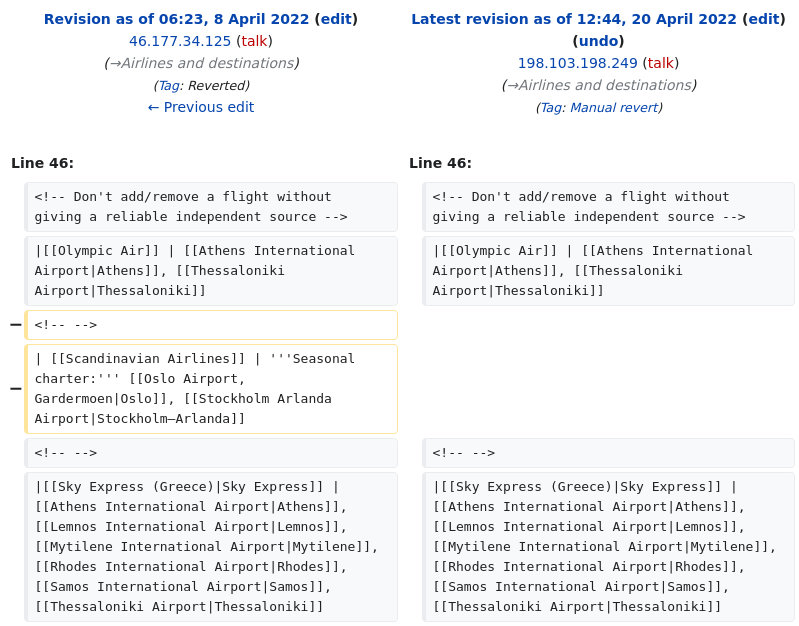 Revision as of 06:23, 8 April 2022 (edit)
46.177.34.125 (talk)
(→Airlines and destinations)
(Tag: Reverted)
← Previous edit
Latest revision as of 12:44, 20 April 2022 (edit)
(undo)
198.103.198.249 (talk)
(→Airlines and destinations)
(Tag: Manual revert)
Line 46:
Line 46:
<!-- Don't add/remove a flight without
giving a reliable independent source -->
<!-- Don't add/remove a flight without
giving a reliable independent source -->
|[[Olympic Air]] | [[Athens International
Airport|Athens]], [[Thessaloniki
Airport|Thessaloniki]]
|[[Olympic Air]] | [[Athens International
Airport|Athens]], [[Thessaloniki
Airport|Thessaloniki]]
− <!-- -->
− | [[Scandinavian Airlines]] | '''Seasonal
charter:''' [[Oslo Airport,
Gardermoen|Oslo]], [[Stockholm Arlanda
Airport|Stockholm–Arlanda]]
<!-- -->
<!-- -->
|[[Sky Express (Greece)|Sky Express]] |
[[Athens International Airport|Athens]],
[[Lemnos International Airport|Lemnos]],
[[Mytilene International Airport|Mytilene]],
[[Rhodes International Airport|Rhodes]],
[[Samos International Airport|Samos]],
[[Thessaloniki Airport|Thessaloniki]]
|[[Sky Express (Greece)|Sky Express]] |
[[Athens International Airport|Athens]],
[[Lemnos International Airport|Lemnos]],
[[Mytilene International Airport|Mytilene]],
[[Rhodes International Airport|Rhodes]],
[[Samos International Airport|Samos]],
[[Thessaloniki Airport|Thessaloniki]]